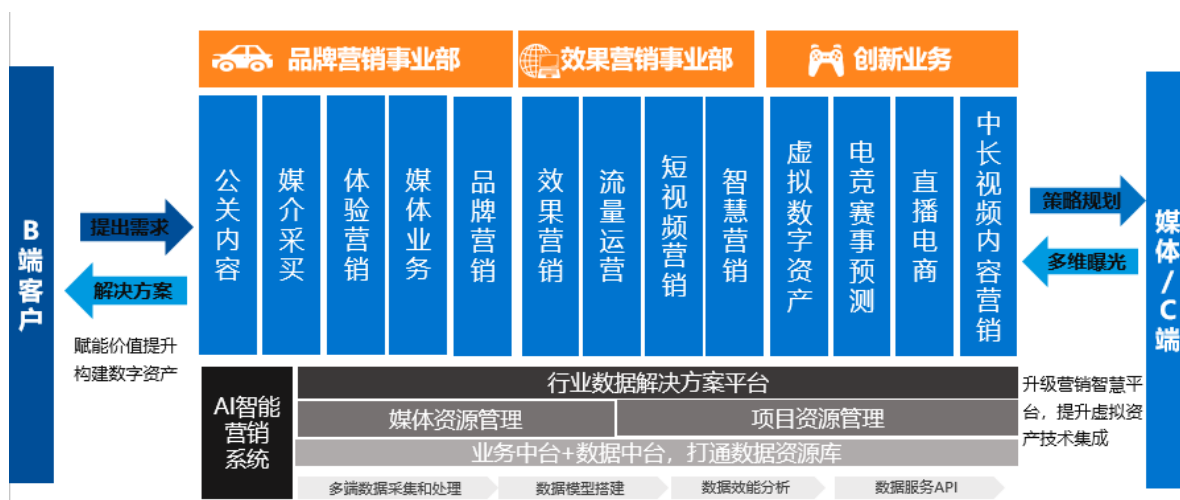 品牌营销事业部
效果营销事业部
创新业务
B端客户
提出需求
解决方案
赋能价值提升
构建数字资产
公关内容
媒介采买
体验营销
媒体业务
品牌营销
效果营销
流量运营
短视频营销
智慧营销
虚拟数字资产
电竞赛事预测
直播电商
中长视频内容营销
策略规划
多维曝光
媒体/C端
升级营销智慧平
台，提升虚拟资
产技术集成
AI智能
营销
系统
行业数据解决方案平台
媒体资源管理
项目资源管理
业务中台+数据中台，打通数据资源库
多端数据采集和处理
数据模型搭建
数据效能分析
数据服务API